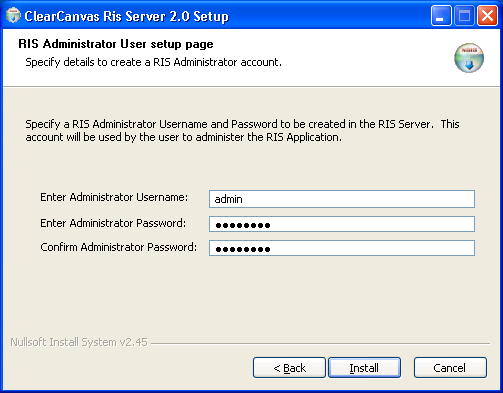 ClearCanvas Ris Server 2.0 Setup
RIS Administrator User setup page
Specify details to create a RIS Administrator account.
Specify a RIS Administrator Username and Password to be created in the RIS Server.  This
account will be used by the user to administer the RIS Application.
Enter Administrator Username:
admin
Enter Administrator Password:
●●●●●●●●
Confirm Administrator Password:
●●●●●●●●
Nullsoft Install System v2.45
< Back
Install
Cancel